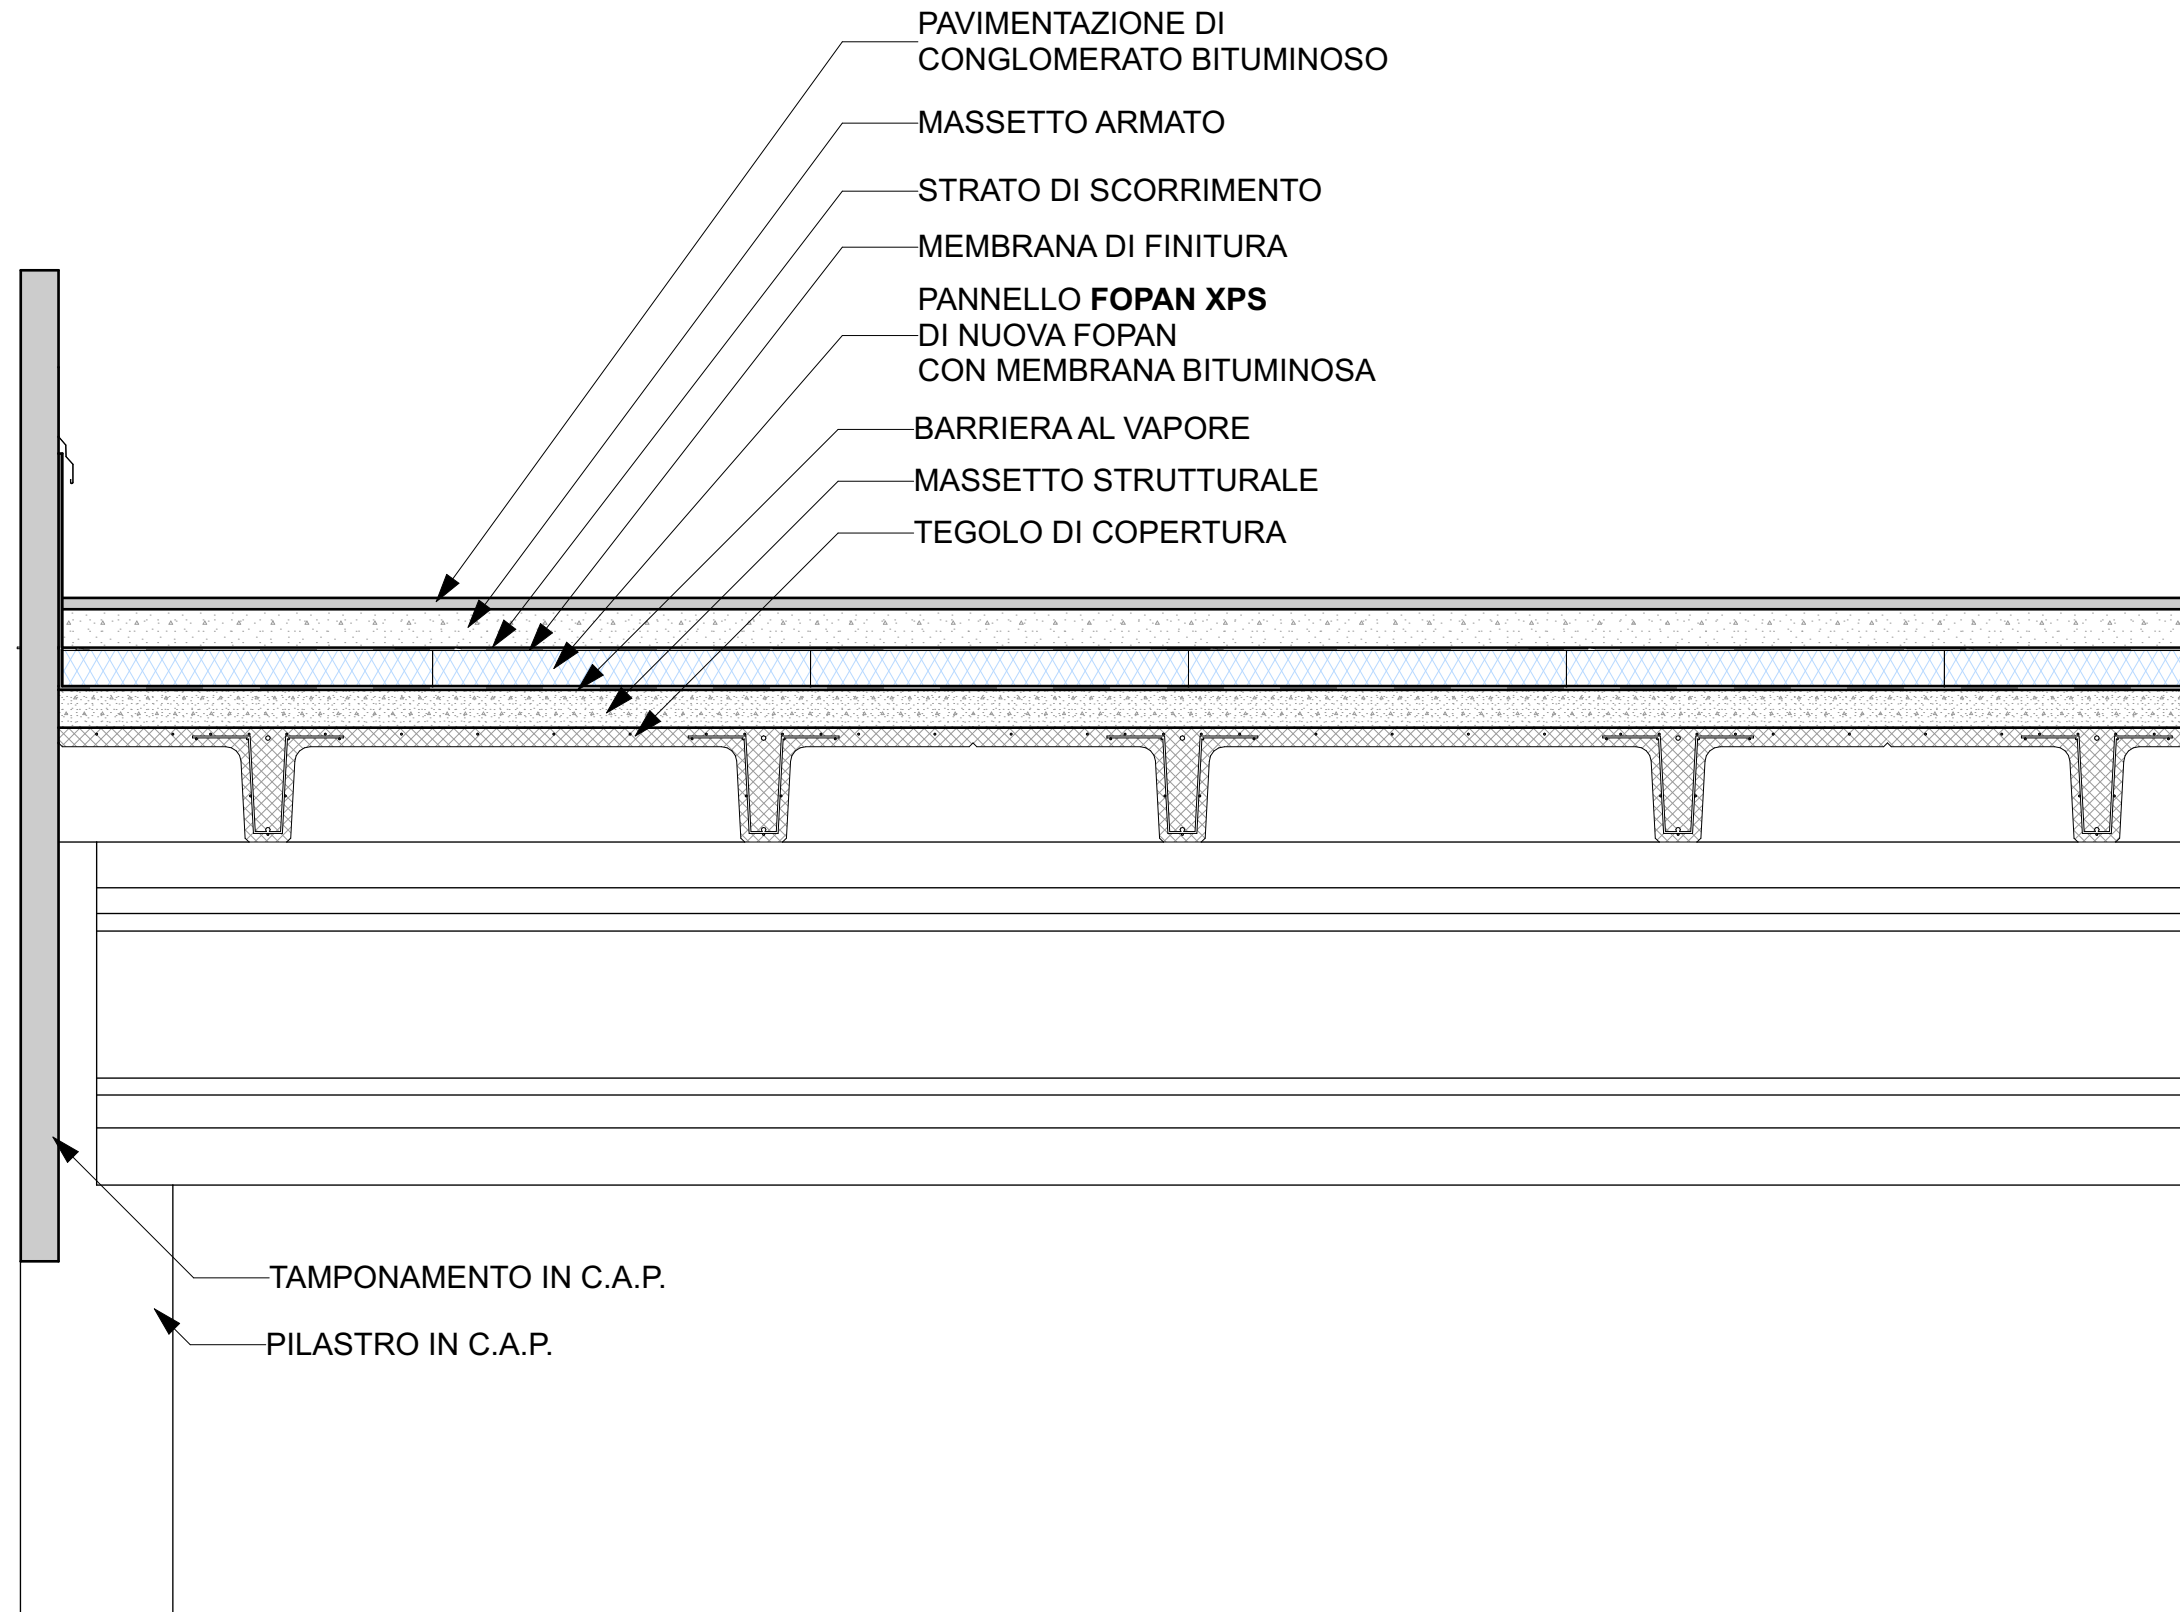 PAVIMENTAZIONE DI
CONGLOMERATO BITUMINOSO
MASSETTO ARMATO
STRATO DI SCORRIMENTO
MEMBRANA DI FINITURA
PANNELLO FOPAN XPS
DI NUOVA FOPAN
CON MEMBRANA BITUMINOSA
BARRIERA AL VAPORE
MASSETTO STRUTTURALE
TEGOLO DI COPERTURA
TAMPONAMENTO IN C.A.P.
PILASTRO IN C.A.P.